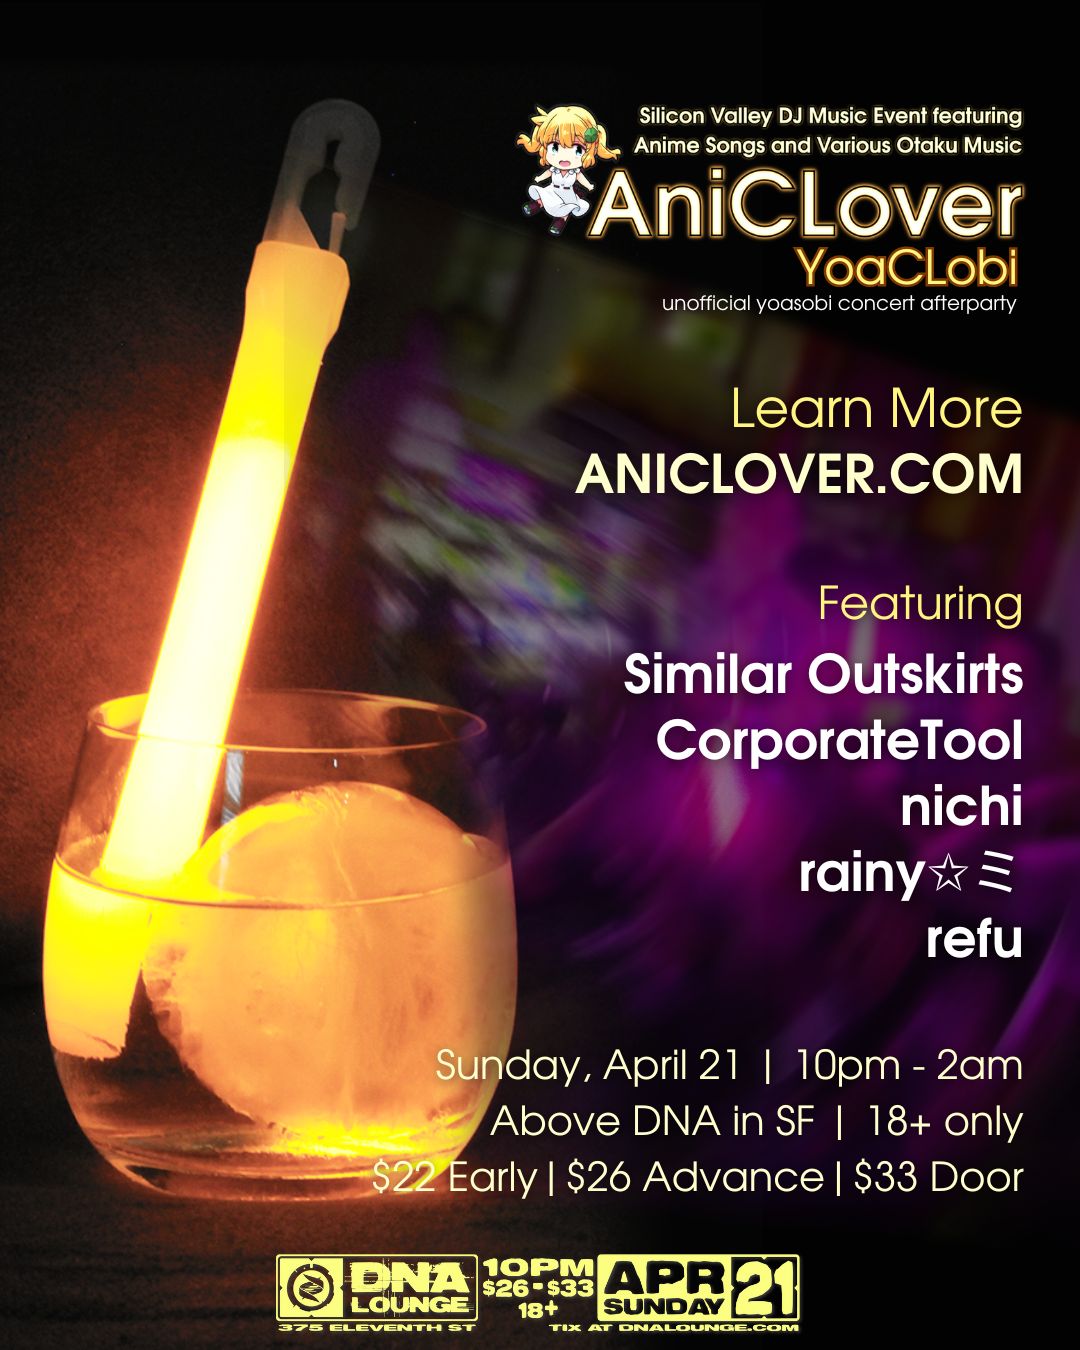 Silicon Valley DJ Music Event featuring
Anime Songs and Various Otaku Music
AniCLover
YoaCLobi
unofficial yoasobi concert afterparty
Learn More
ANICLOVER.COM
Featuring
Similar Outskirts
CorporateTool
nichi
rainy☆ミ
refu
Sunday, April 21 | 10pm - 2am
Above DNA in SF | 18+ only
$22 Early | $26 Advance | $33 Door
DNA
LOUNGE
375 ELEVENTH ST
10PM
$26-$33
18+
APR
SUNDAY
21
TIX AT DNALOUNGE.COM